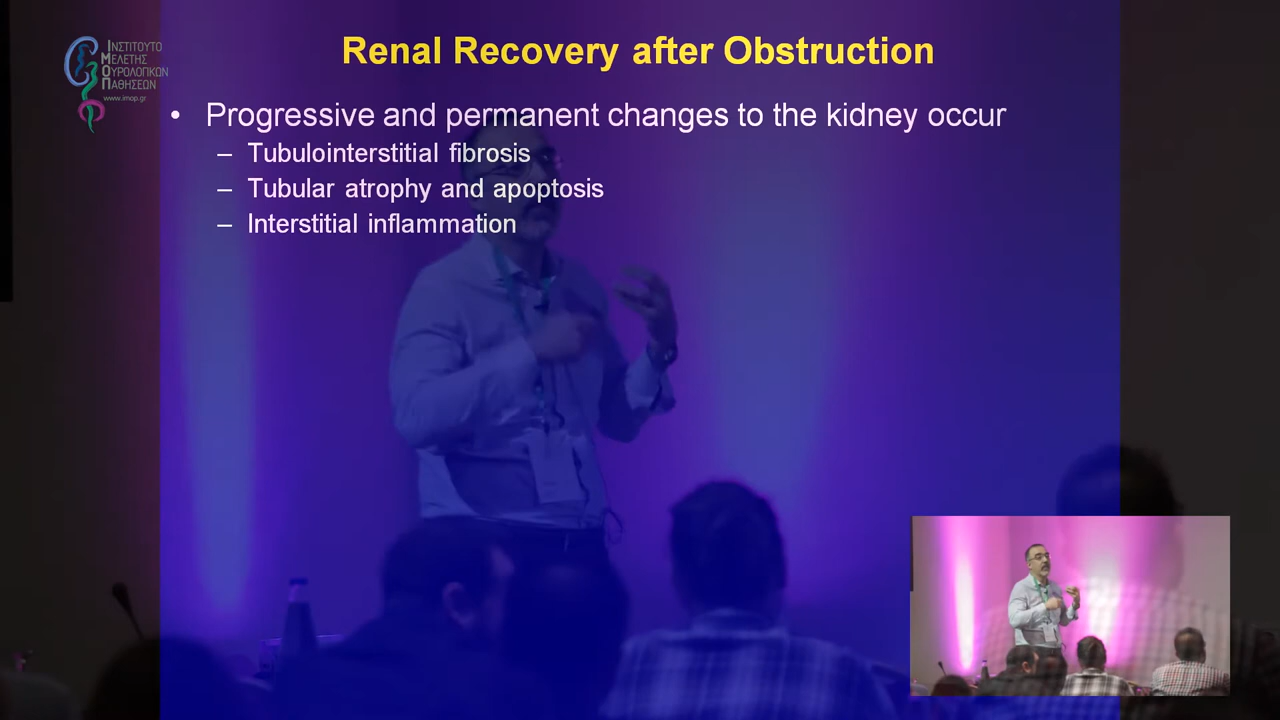 Renal Recovery after Obstruction
ΙΝΣΤΙΤΟΥΤΟ
ΜΕΛΕΤΗΣ
ΟΥΡΟΛΟΓΙΚΩΝ
ΠΑΘΗΣΕΩΝ
www.imop.gr
• Progressive and permanent changes to the kidney occur
– Tubulointerstitial fibrosis
– Tubular atrophy and apoptosis
– Interstitial inflammation